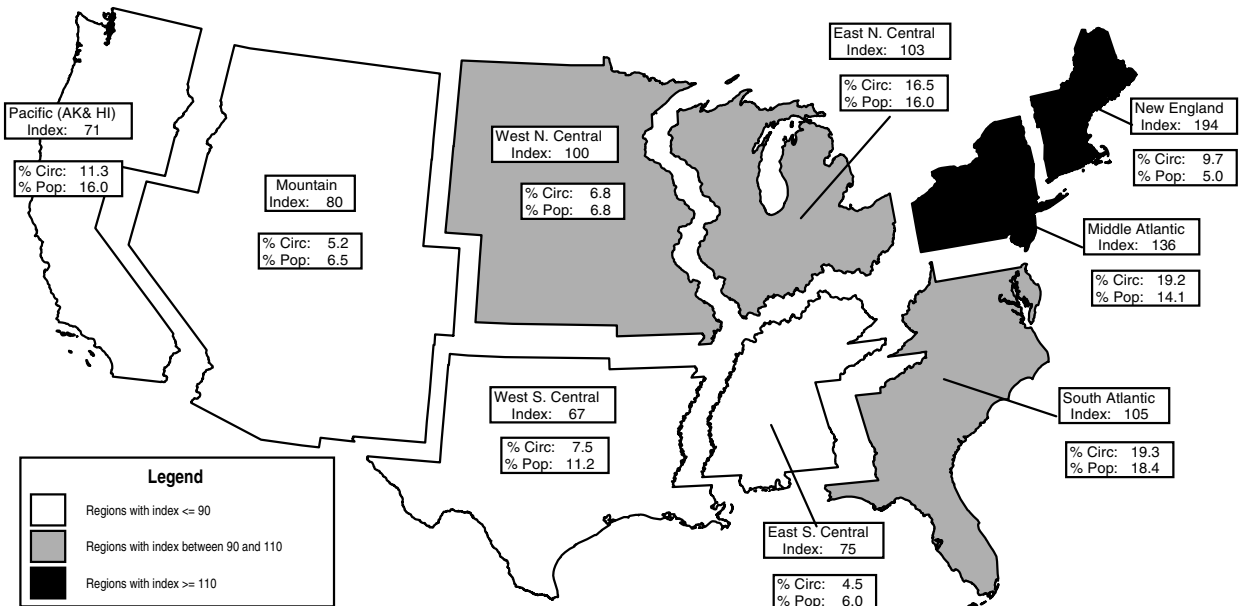 East N. Central
Index: 103
% Circ: 16.5
% Pop: 16.0
Pacific (AK& HI)
Index: 71
% Circ: 11.3
% Pop: 16.0
New England
Index: 194
% Circ: 9.7
% Pop: 5.0
West N. Central
Index: 100
% Circ: 6.8
% Pop: 6.8
Mountain
Index: 80
% Circ: 5.2
% Pop: 6.5
Middle Atlantic
Index: 136
% Circ: 19.2
% Pop: 14.1
West S. Central
Index: 67
% Circ: 7.5
% Pop: 11.2
South Atlantic
Index: 105
% Circ: 19.3
% Pop: 18.4
East S. Central
Index: 75
% Circ: 4.5
% Pop: 6.0
Legend
Regions with index <= 90
Regions with index between 90 and 110
Regions with index >= 110